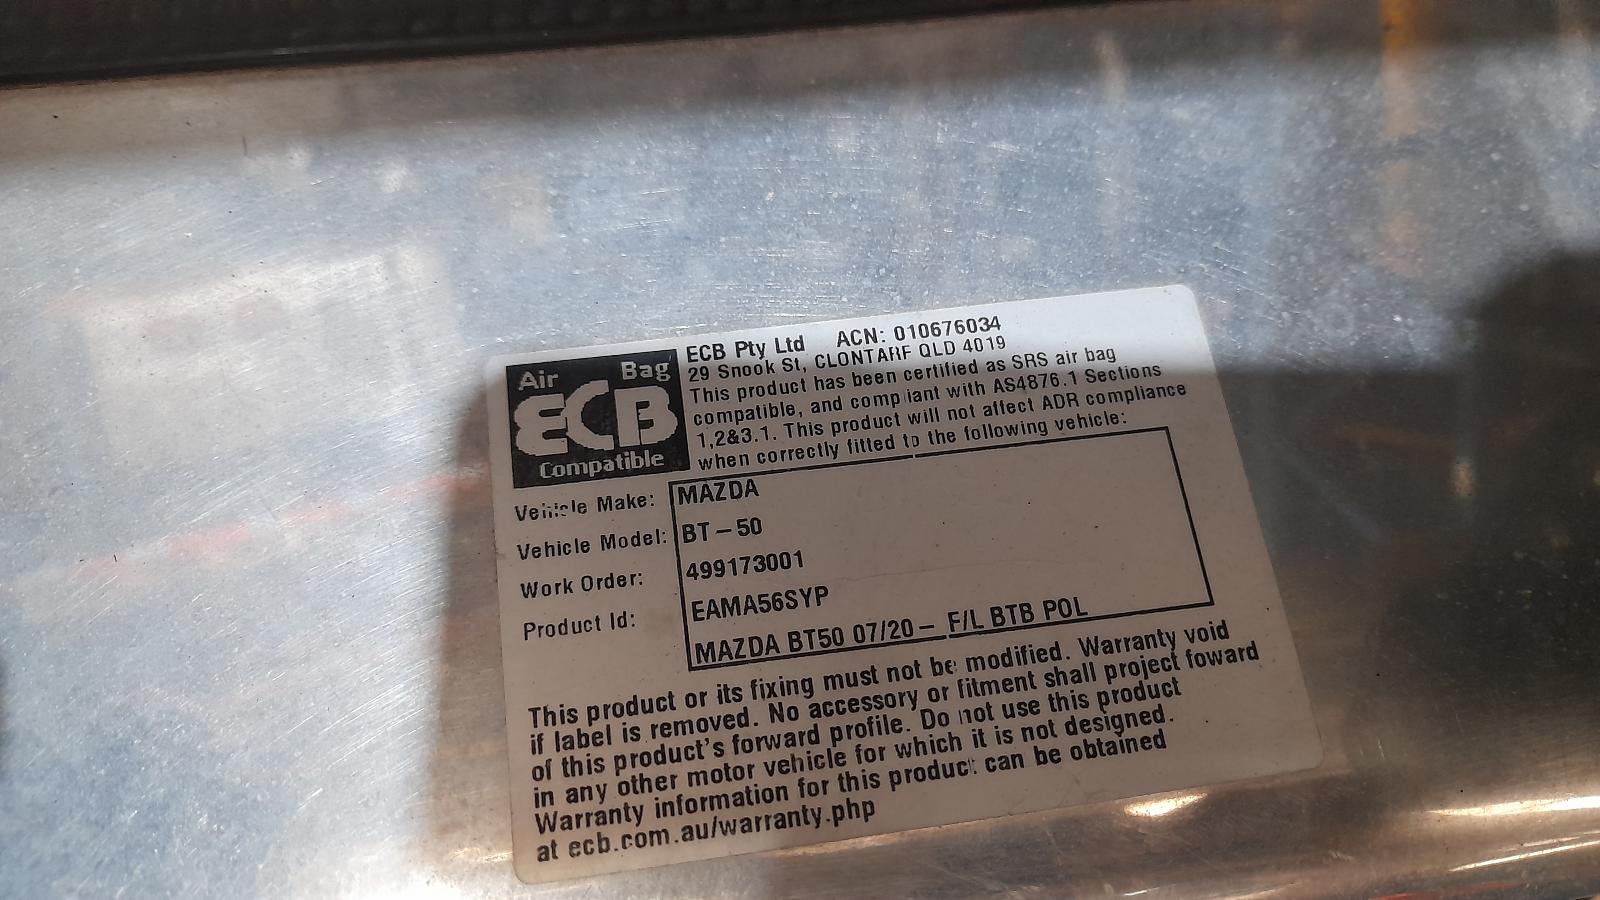 Air Bag
ECB
Compatible
ECB Pty Ltd ACN: 010676034
29 Snook St, CLONTARF QLD 4019
This product has been certified as SRS air bag
compatible, and compliant with AS4876.1 Sections
1,2&3.1. This product will not affect ADR compliance
when correctly fitted to the following vehicle:
Vehicle Make: MAZDA
Vehicle Model: BT-50
Work Order: 499173001
Product Id: EAMA56SYP
MAZDA BT50 07/20- F/L BTB POL
This product or its fixing must not be modified. Warranty void
if label is removed. No accessory or fitment shall project foward
of this product's forward profile. Do not use this product
in any other motor vehicle for which it is not designed.
Warranty information for this product can be obtained
at ecb.com.au/warranty.php